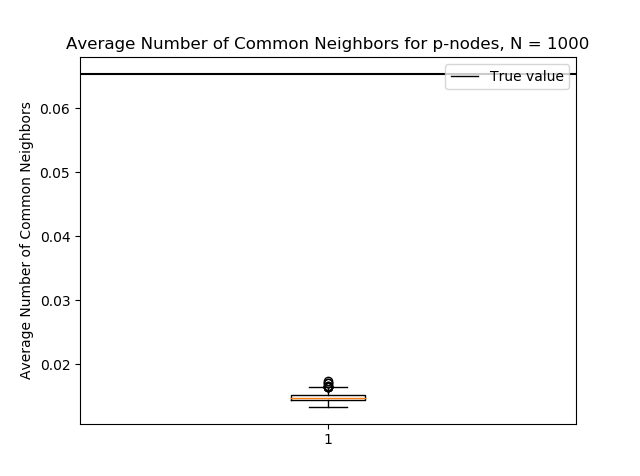 Average Number of Common Neighbors for p-nodes, N = 1000
True value
Average Number of Common Neighbors
0.06
0.05
0.04
0.03
0.02
1